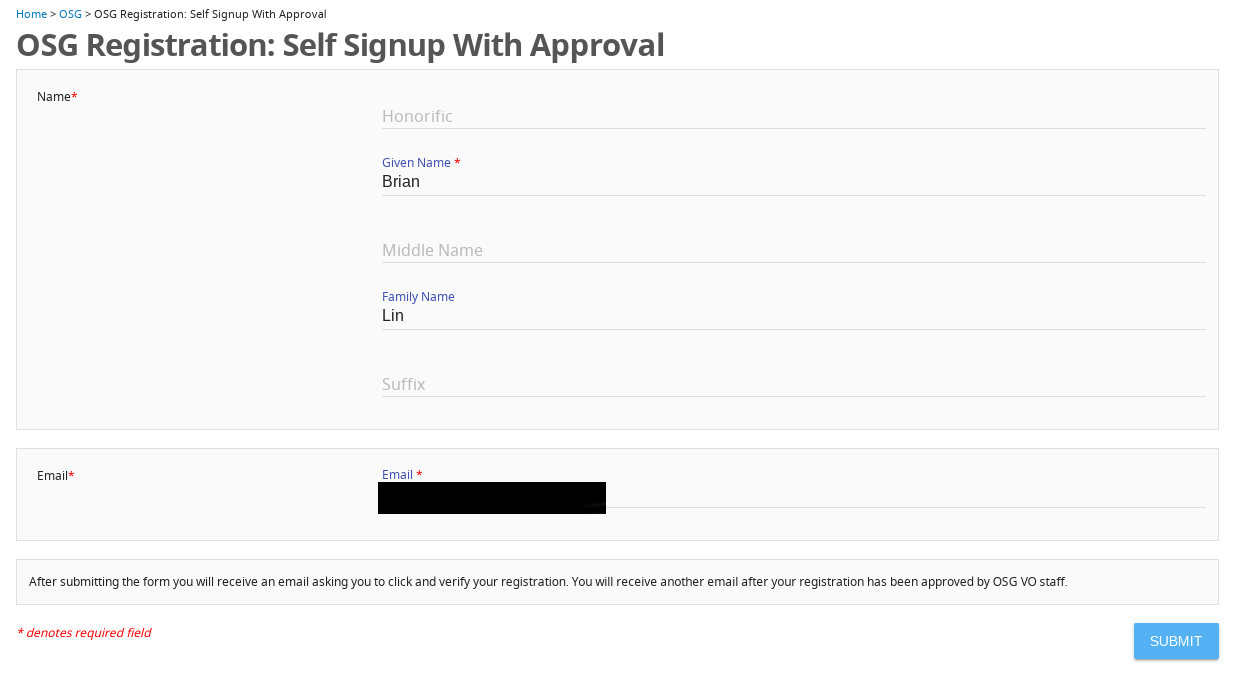 Home > OSG > OSG Registration: Self Signup With Approval
OSG Registration: Self Signup With Approval
Name*
Honorific
Given Name *
Brian
Middle Name
Family Name
Lin
Suffix
Email*
Email *
After submitting the form you will receive an email asking you to click and verify your registration. You will receive another email after your registration has been approved by OSG VO staff.
* denotes required field
SUBMIT